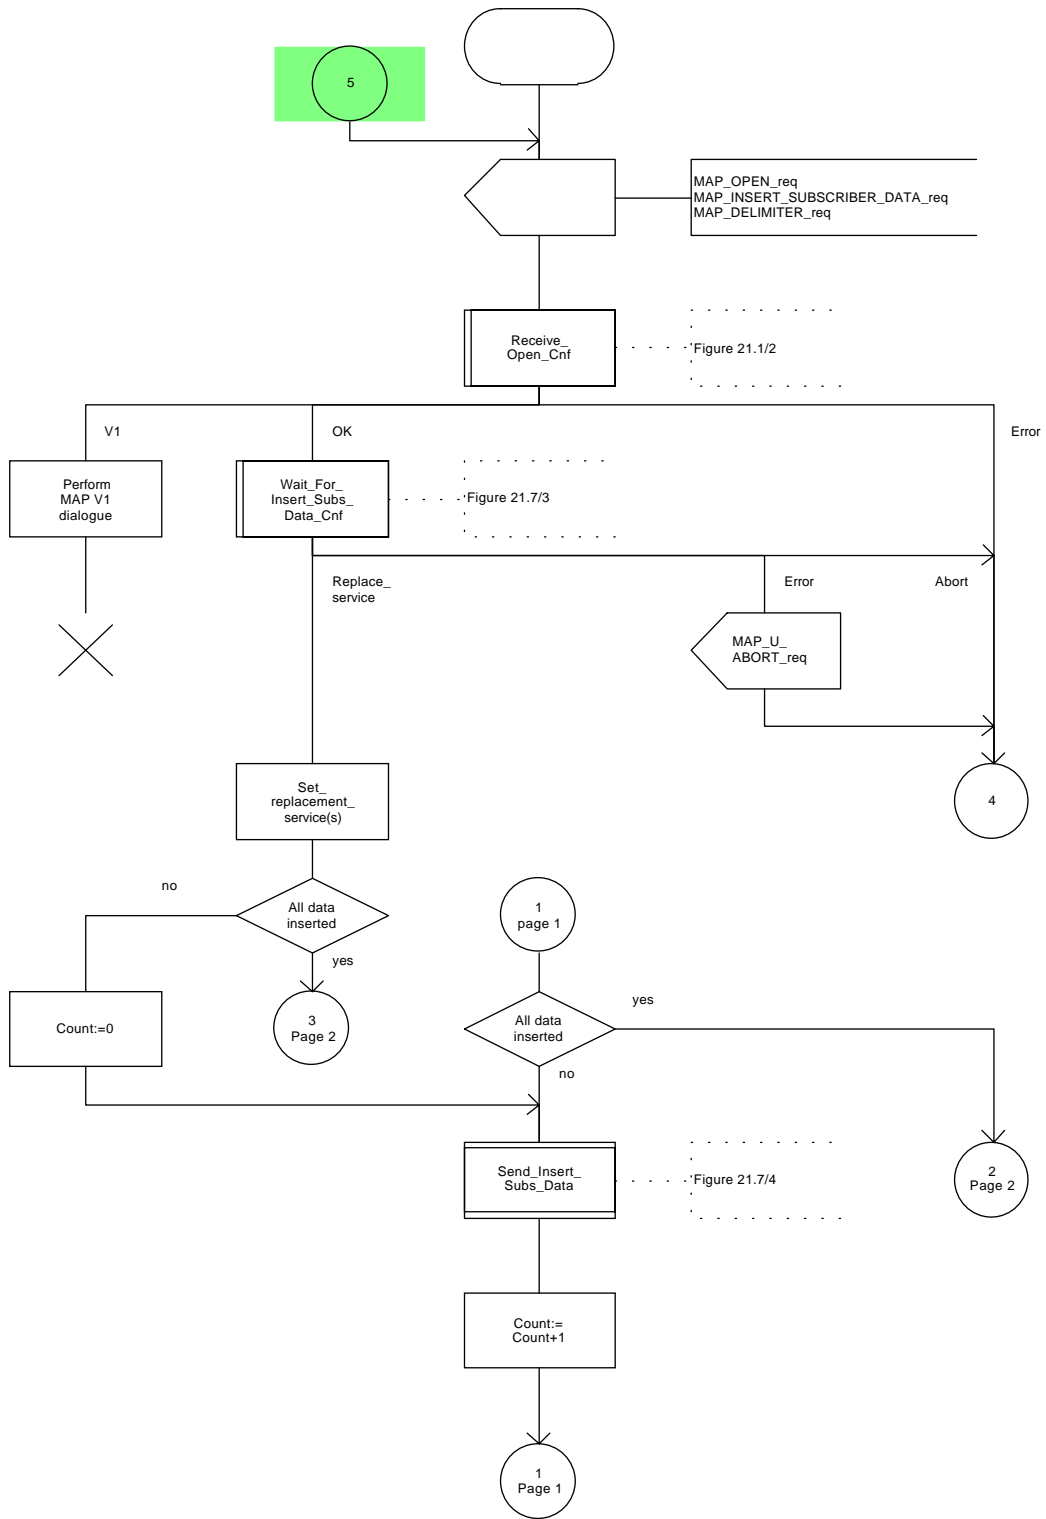 5
MAP_OPEN_req
MAP_INSERT_SUBSCRIBER_DATA_req
MAP_DELIMITER_req
Receive_
Open_Cnf
Figure 21.1/2
V1
OK
Error
Perform
MAP V1
dialogue
Wait_For_
Insert_Subs_
Data_Cnf
Figure 21.7/3
Replace_
service
Error
Abort
MAP_U_
ABORT_req
Set_
replacement_
service(s)
4
no
All data
inserted
yes
1
page 1
Count:=0
3
Page 2
All data
inserted
yes
no
Send_Insert_
Subs_Data
Figure 21.7/4
2
Page 2
Count:=
Count+1
1
Page 1